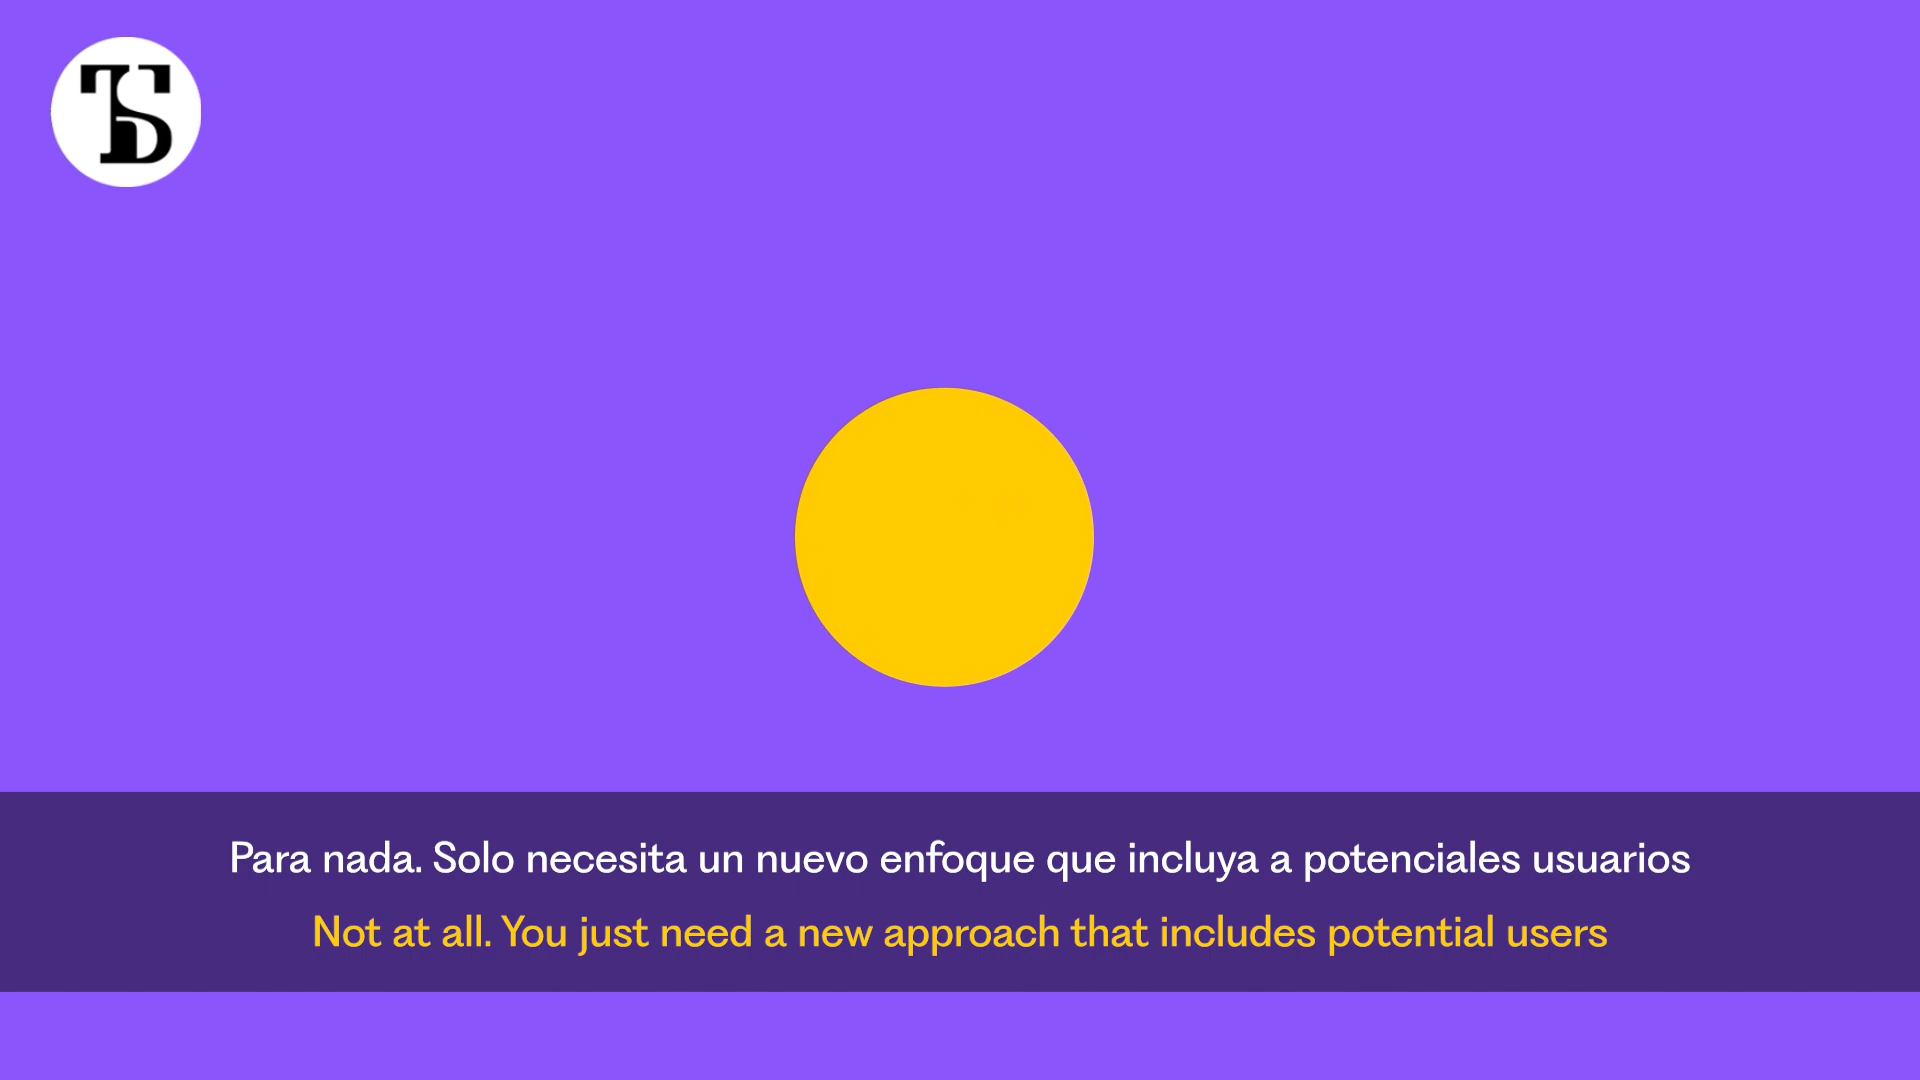 TS
Para nada. Solo necesita un nuevo enfoque que incluya a potenciales usuarios
Not at all. You just need a new approach that includes potential users